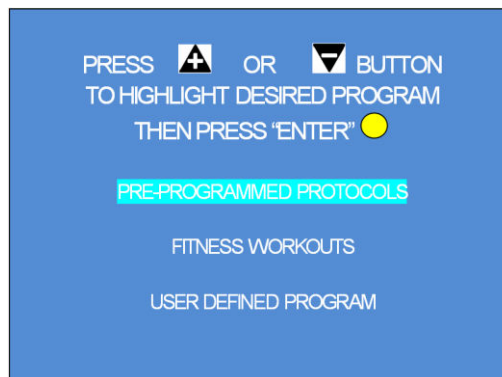 PRESS + OR - BUTTON
TO HIGHLIGHT DESIRED PROGRAM
THEN PRESS "ENTER"
PRE-PROGRAMMED PROTOCOLS
FITNESS WORKOUTS
USER DEFINED PROGRAM